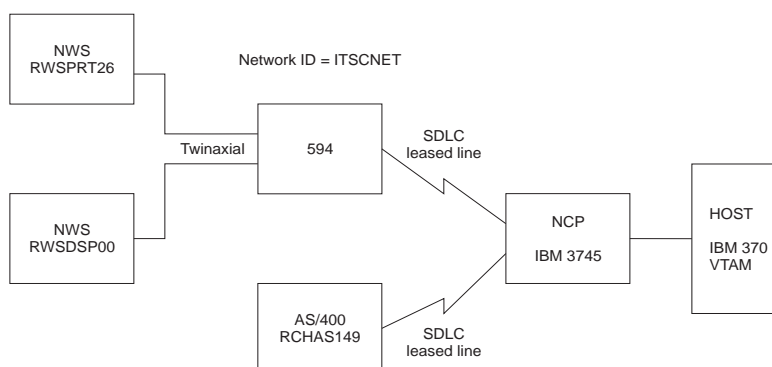 NWS
RWSPRT26
Network ID = ITSCNET
Twinaxial
594
SDLC
leased line
NWS
RWSDSP00
NCP
IBM 3745
HOST
IBM 370
VTAM
AS/400
RCHAS149
SDLC
leased line